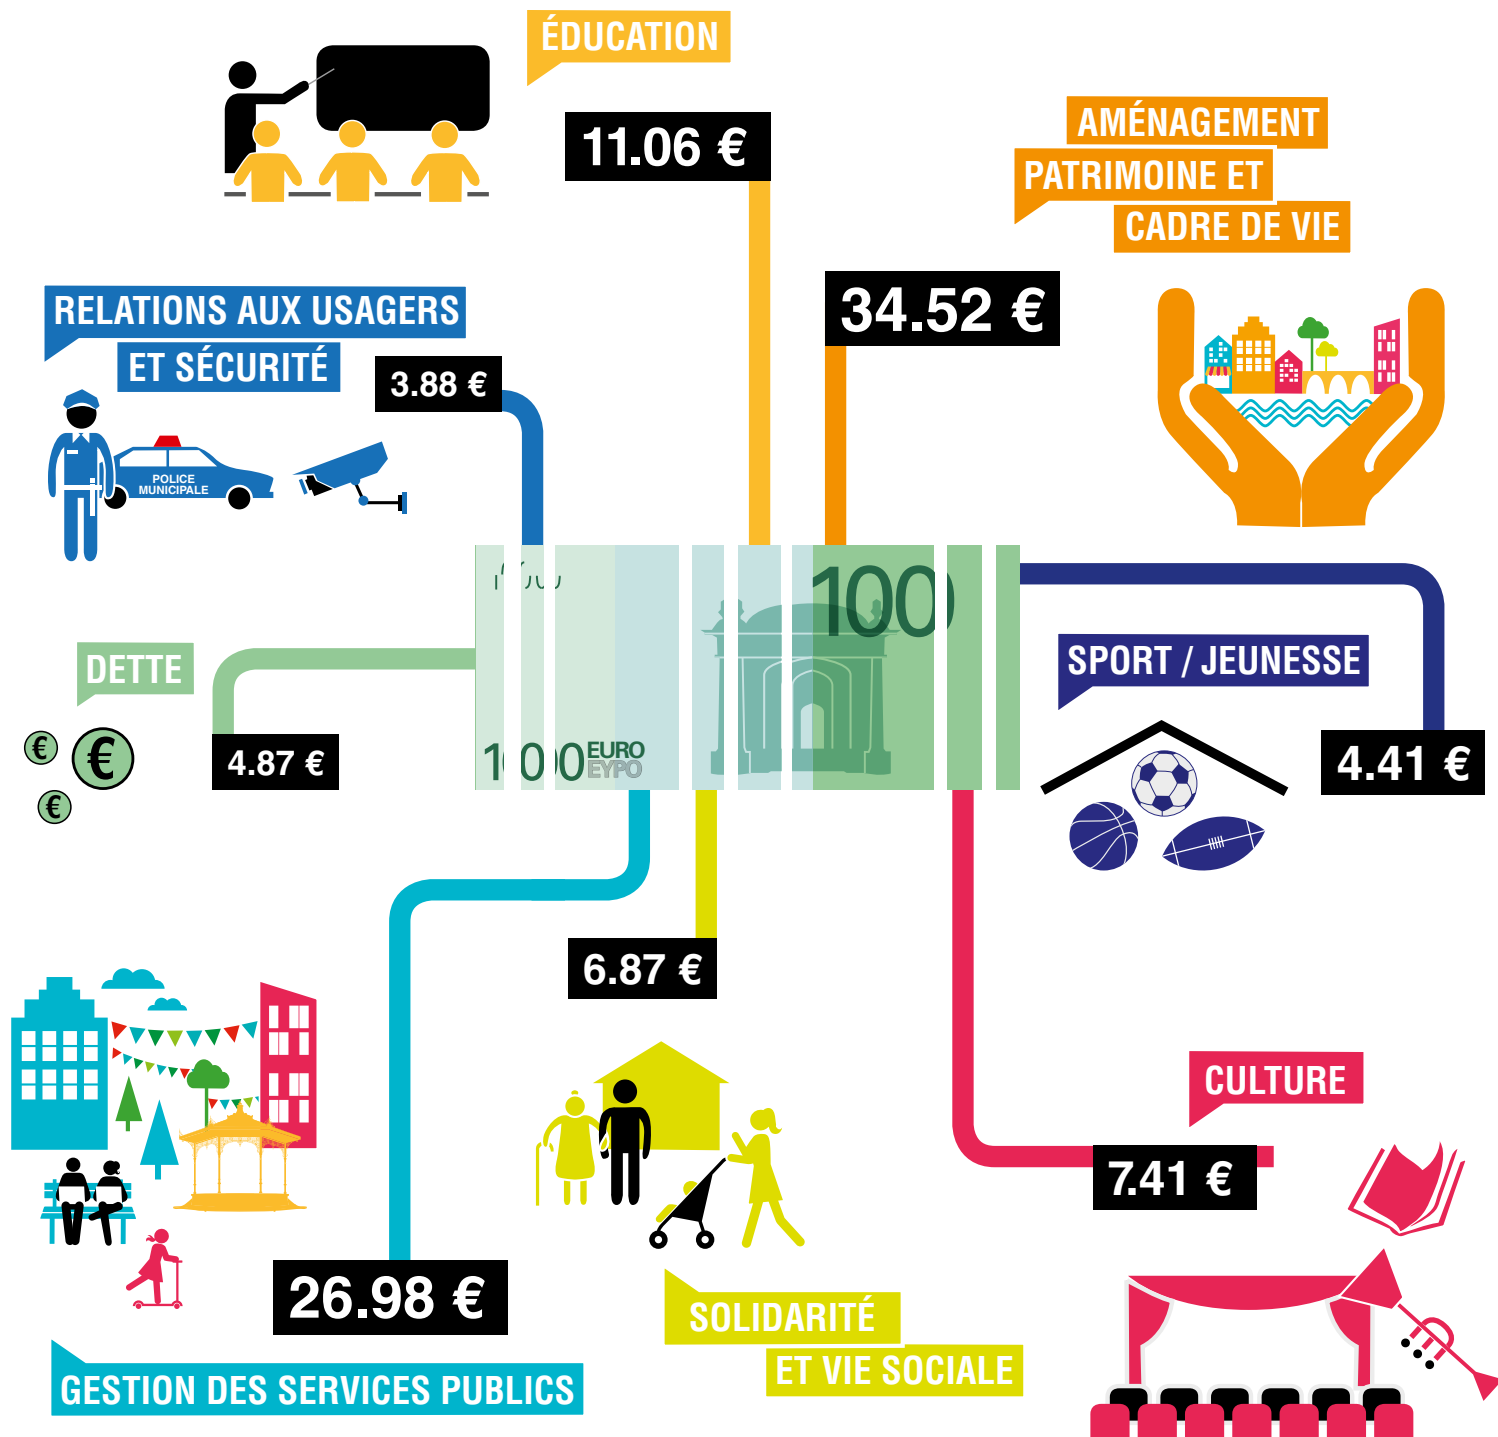 ÉDUCATION
11.06 €
AMÉNAGEMENT
PATRIMOINE ET
CADRE DE VIE
34.52 €
RELATIONS AUX USAGERS
ET SÉCURITÉ
3.88 €
POLICE
MUNICIPALE
100
DETTE
4.87 €
€
€
€
EURO
ΕΥΡΩ
SPORT / JEUNESSE
4.41 €
6.87 €
CULTURE
7.41 €
26.98 €
SOLIDARITÉ
ET VIE SOCIALE
GESTION DES SERVICES PUBLICS